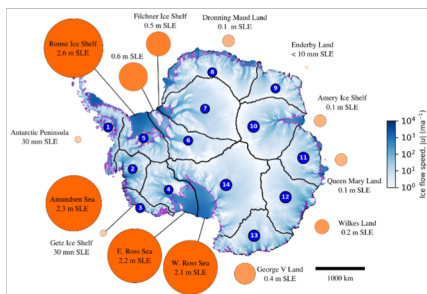 Filchner Ice Shelf
0.5 m SLE
Dronning Maud Land
0.1 m SLE
Ronne Ice Shelf
2.6 m SLE
0.6 m SLE
Enderby Land
< 10 mm SLE
Amery Ice Shelf
0.1 m SLE
Antarctic Peninsula
30 mm SLE
Queen Mary Land
0.1 m SLE
Amundsen Sea
2.3 m SLE
Wilkes Land
0.2 m SLE
Getz Ice Shelf
30 mm SLE
E. Ross Sea
2.2 m SLE
W. Ross Sea
2.1 m SLE
George V Land
0.4 m SLE
1000 km
1
2
3
4
5
6
7
8
9
10
11
12
13
14
10⁴
10³
10²
10¹
10⁰
Ice flow speed, |u| (ma⁻¹)